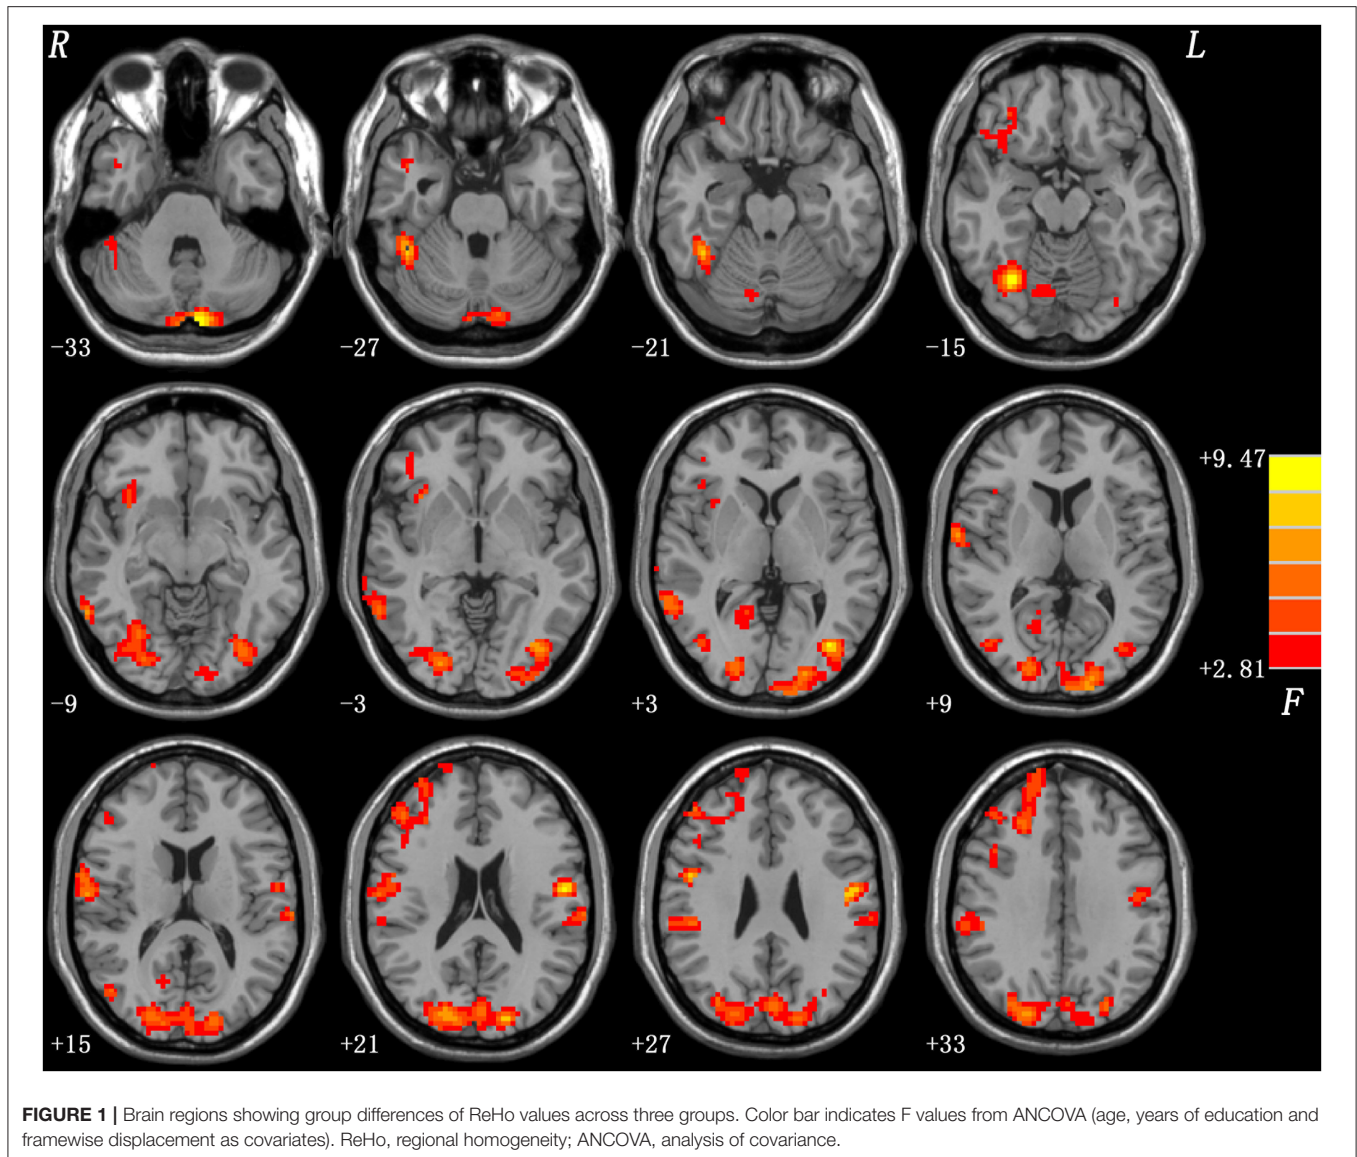 R
L
−33
−27
−21
−15
−9
−3
+3
+9
+9.47
+2.81
F
+15
+21
+27
+33
FIGURE 1 | Brain regions showing group differences of ReHo values across three groups. Color bar indicates F values from ANCOVA (age, years of education and
framewise displacement as covariates). ReHo, regional homogeneity; ANCOVA, analysis of covariance.